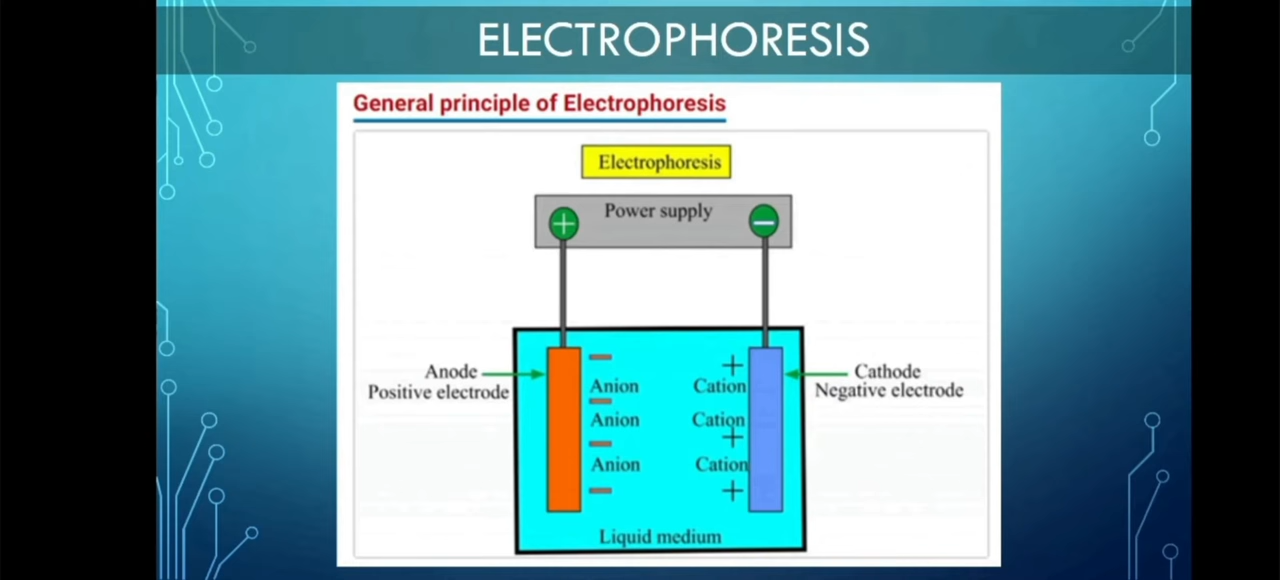 ELECTROPHORESIS
General principle of Electrophoresis
Electrophoresis
+ Power supply −
Anode
Positive electrode
Cathode
Negative electrode
− +
Anion Cation
−
Anion Cation
− +
Anion Cation
− +
Liquid medium